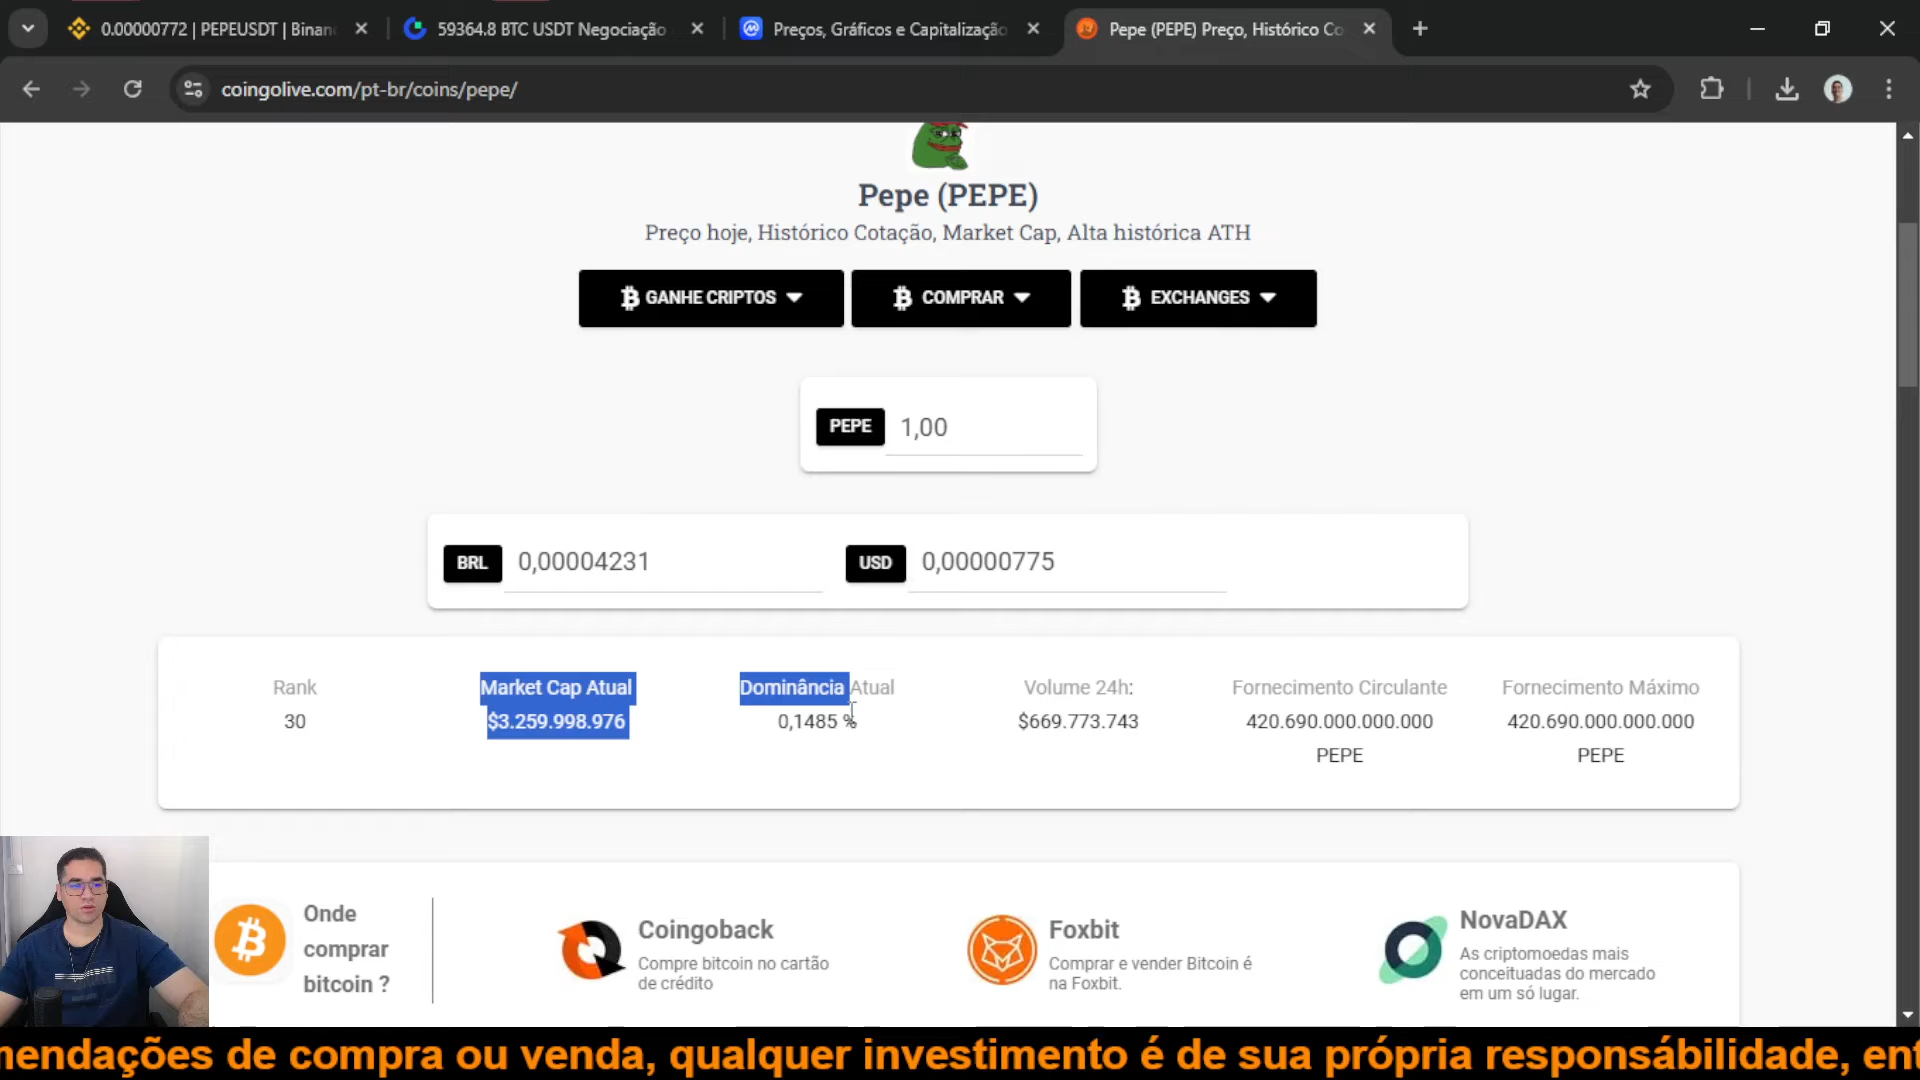 0.00000772 | PEPEUSDT | Binan
59364.8 BTC USDT Negociação
Preços, Gráficos e Capitalização
Pepe (PEPE) Preço, Histórico Co
coingolive.com/pt-br/coins/pepe/
Pepe (PEPE)
Preço hoje, Histórico Cotação, Market Cap, Alta histórica ATH
GANHE CRIPTOS
COMPRAR
EXCHANGES
PEPE 1,00
BRL 0,00004231 USD 0,00000775
Rank Market Cap Atual Dominância Atual Volume 24h: Fornecimento Circulante Fornecimento Máximo
30 $3.259.998.976 0,1485 % $669.773.743 420.690.000.000.000 420.690.000.000.000
PEPE PEPE
Onde
comprar
bitcoin ?
Coingoback
Compre bitcoin no cartão
de crédito
Foxbit
Comprar e vender Bitcoin é
na Foxbit.
NovaDAX
As criptomoedas mais
conceituadas do mercado
em um só lugar.
mendações de compra ou venda, qualquer investimento é de sua própria responsábilidade, ent